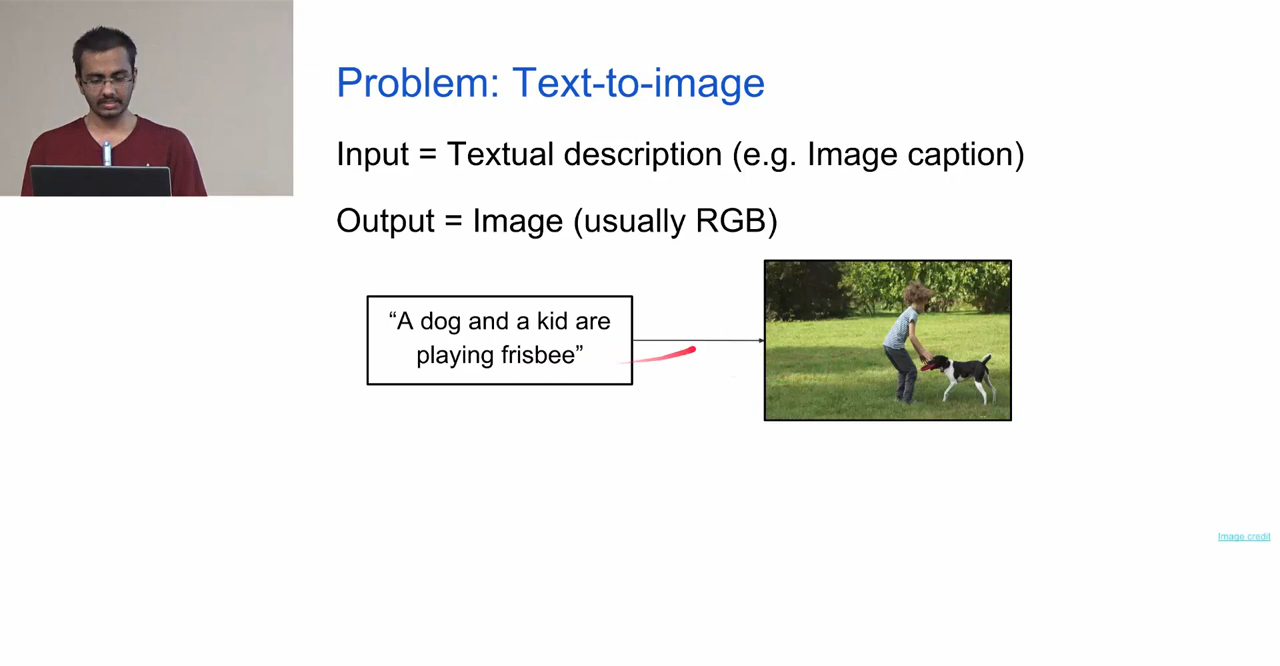 Problem: Text-to-image
Input = Textual description (e.g. Image caption)
Output = Image (usually RGB)
“A dog and a kid are
playing frisbee”
Image credit